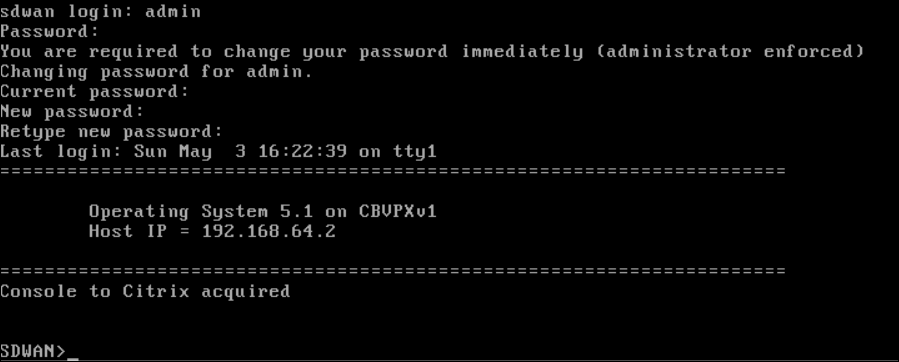 sdwan login: admin
Password:
You are required to change your password immediately (administrator enforced)
Changing password for admin.
Current password:
New password:
Retype new password:
Last login: Sun May  3 16:22:39 on tty1
======================================================================
Operating System 5.1 on CBVPXv1
Host IP = 192.168.64.2
======================================================================
Console to Citrix acquired
SDWAN>_